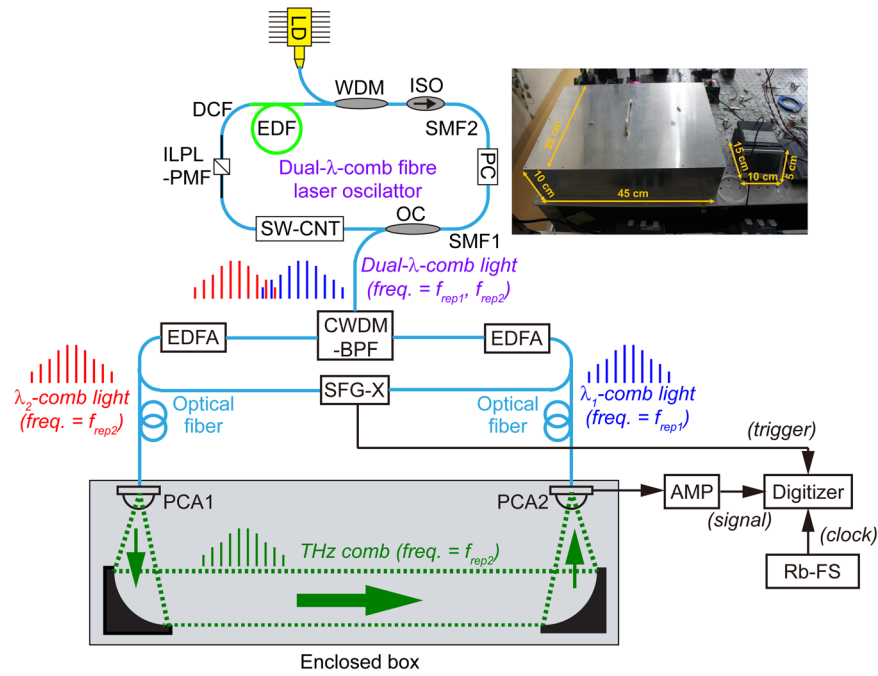 LD
WDM
ISO
DCF
EDF
SMF2
ILPL
-PMF
Dual-λ-comb fibre
laser oscilattor
PC
OC
SW-CNT
SMF1
35 cm
10 cm
45 cm
15 cm
10 cm
5 cm
Dual-λ-comb light
(freq. = frep1, frep2)
EDFA
CWDM
-BPF
EDFA
SFG-X
λ2-comb light
(freq. = frep2)
Optical
fiber
Optical
fiber
λ1-comb light
(freq. = frep1)
(trigger)
PCA1
PCA2
AMP
Digitizer
(signal)
(clock)
THz comb (freq. = frep2)
Rb-FS
Enclosed box